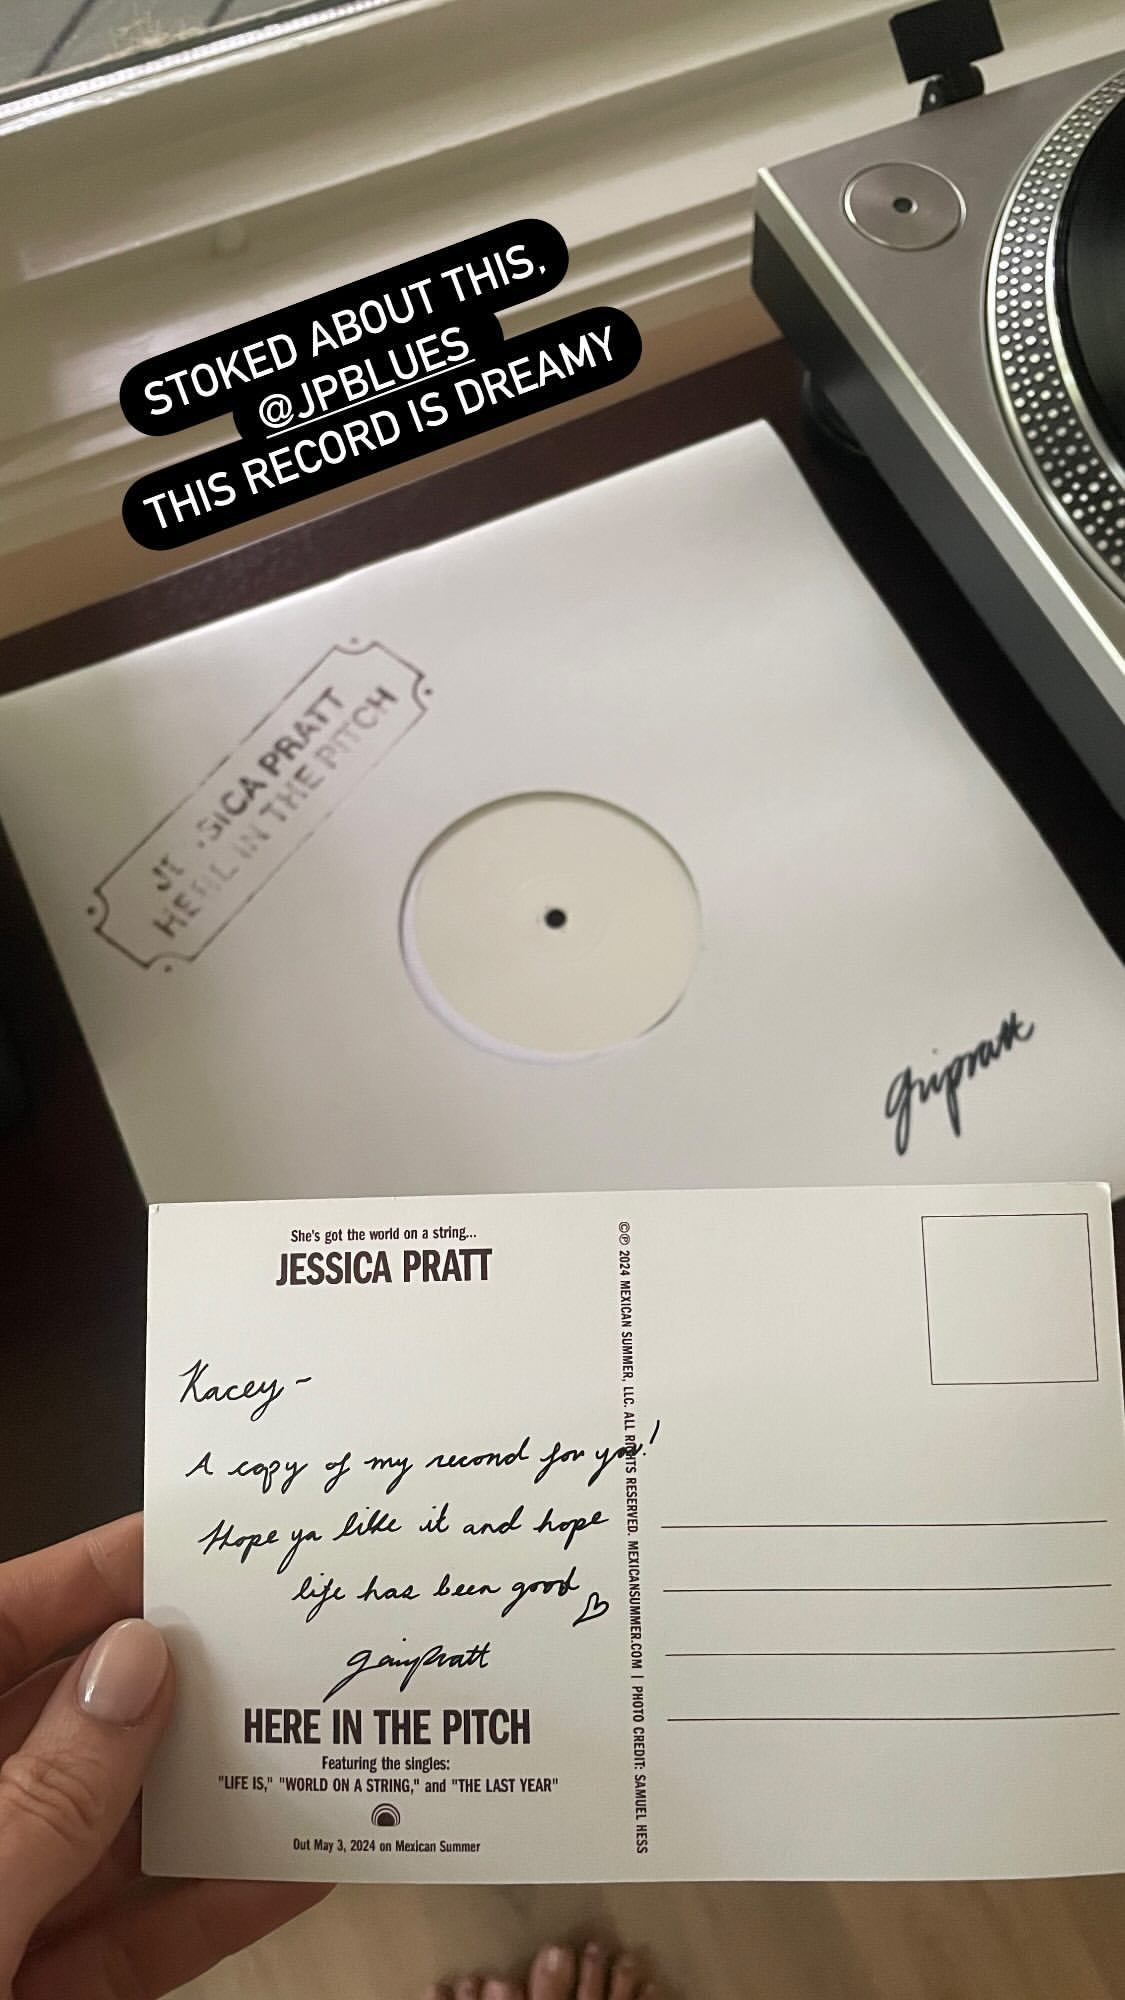 STOKED ABOUT THIS,
@JPBLUES
THIS RECORD IS DREAMY
JESSICA PRATT
HERE IN THE PITCH
She's got the world on a string...
JESSICA PRATT
Kacey -
A copy of my record for you!
Hope ya like it and hope
life has been good
HERE IN THE PITCH
Featuring the singles:
"LIFE IS," "WORLD ON A STRING," and "THE LAST YEAR"
Out May 3, 2024 on Mexican Summer
©℗ 2024 MEXICAN SUMMER, LLC. ALL RIGHTS RESERVED. MEXICANSUMMER.COM | PHOTO CREDIT: SAMUEL HESS